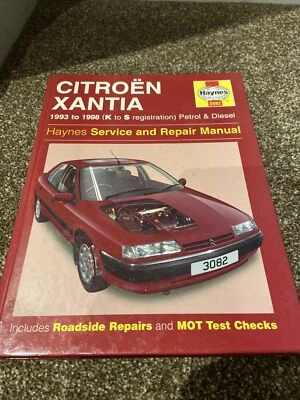 CITROËN
XANTIA
Haynes
3082
1993 to 1998 (K to S registration) Petrol & Diesel
Haynes Service and Repair Manual
3082
Includes Roadside Repairs and MOT Test Checks